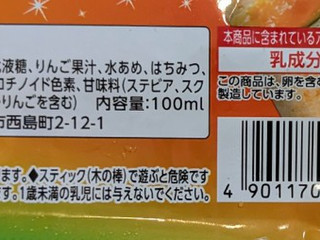 液糖、りんご果汁、水あめ、はちみつ、
ロチノイド色素、甘味料(ステビア、スク
りんごを含む) 内容量:100ml
市西島町2-12-1
本商品に含まれているア
乳成分
この商品は、卵を含む
製造しています。
ます。◆スティック(木の棒)で遊ぶと危険です
す。1歳未満の乳児には与えないでください。
4 901170